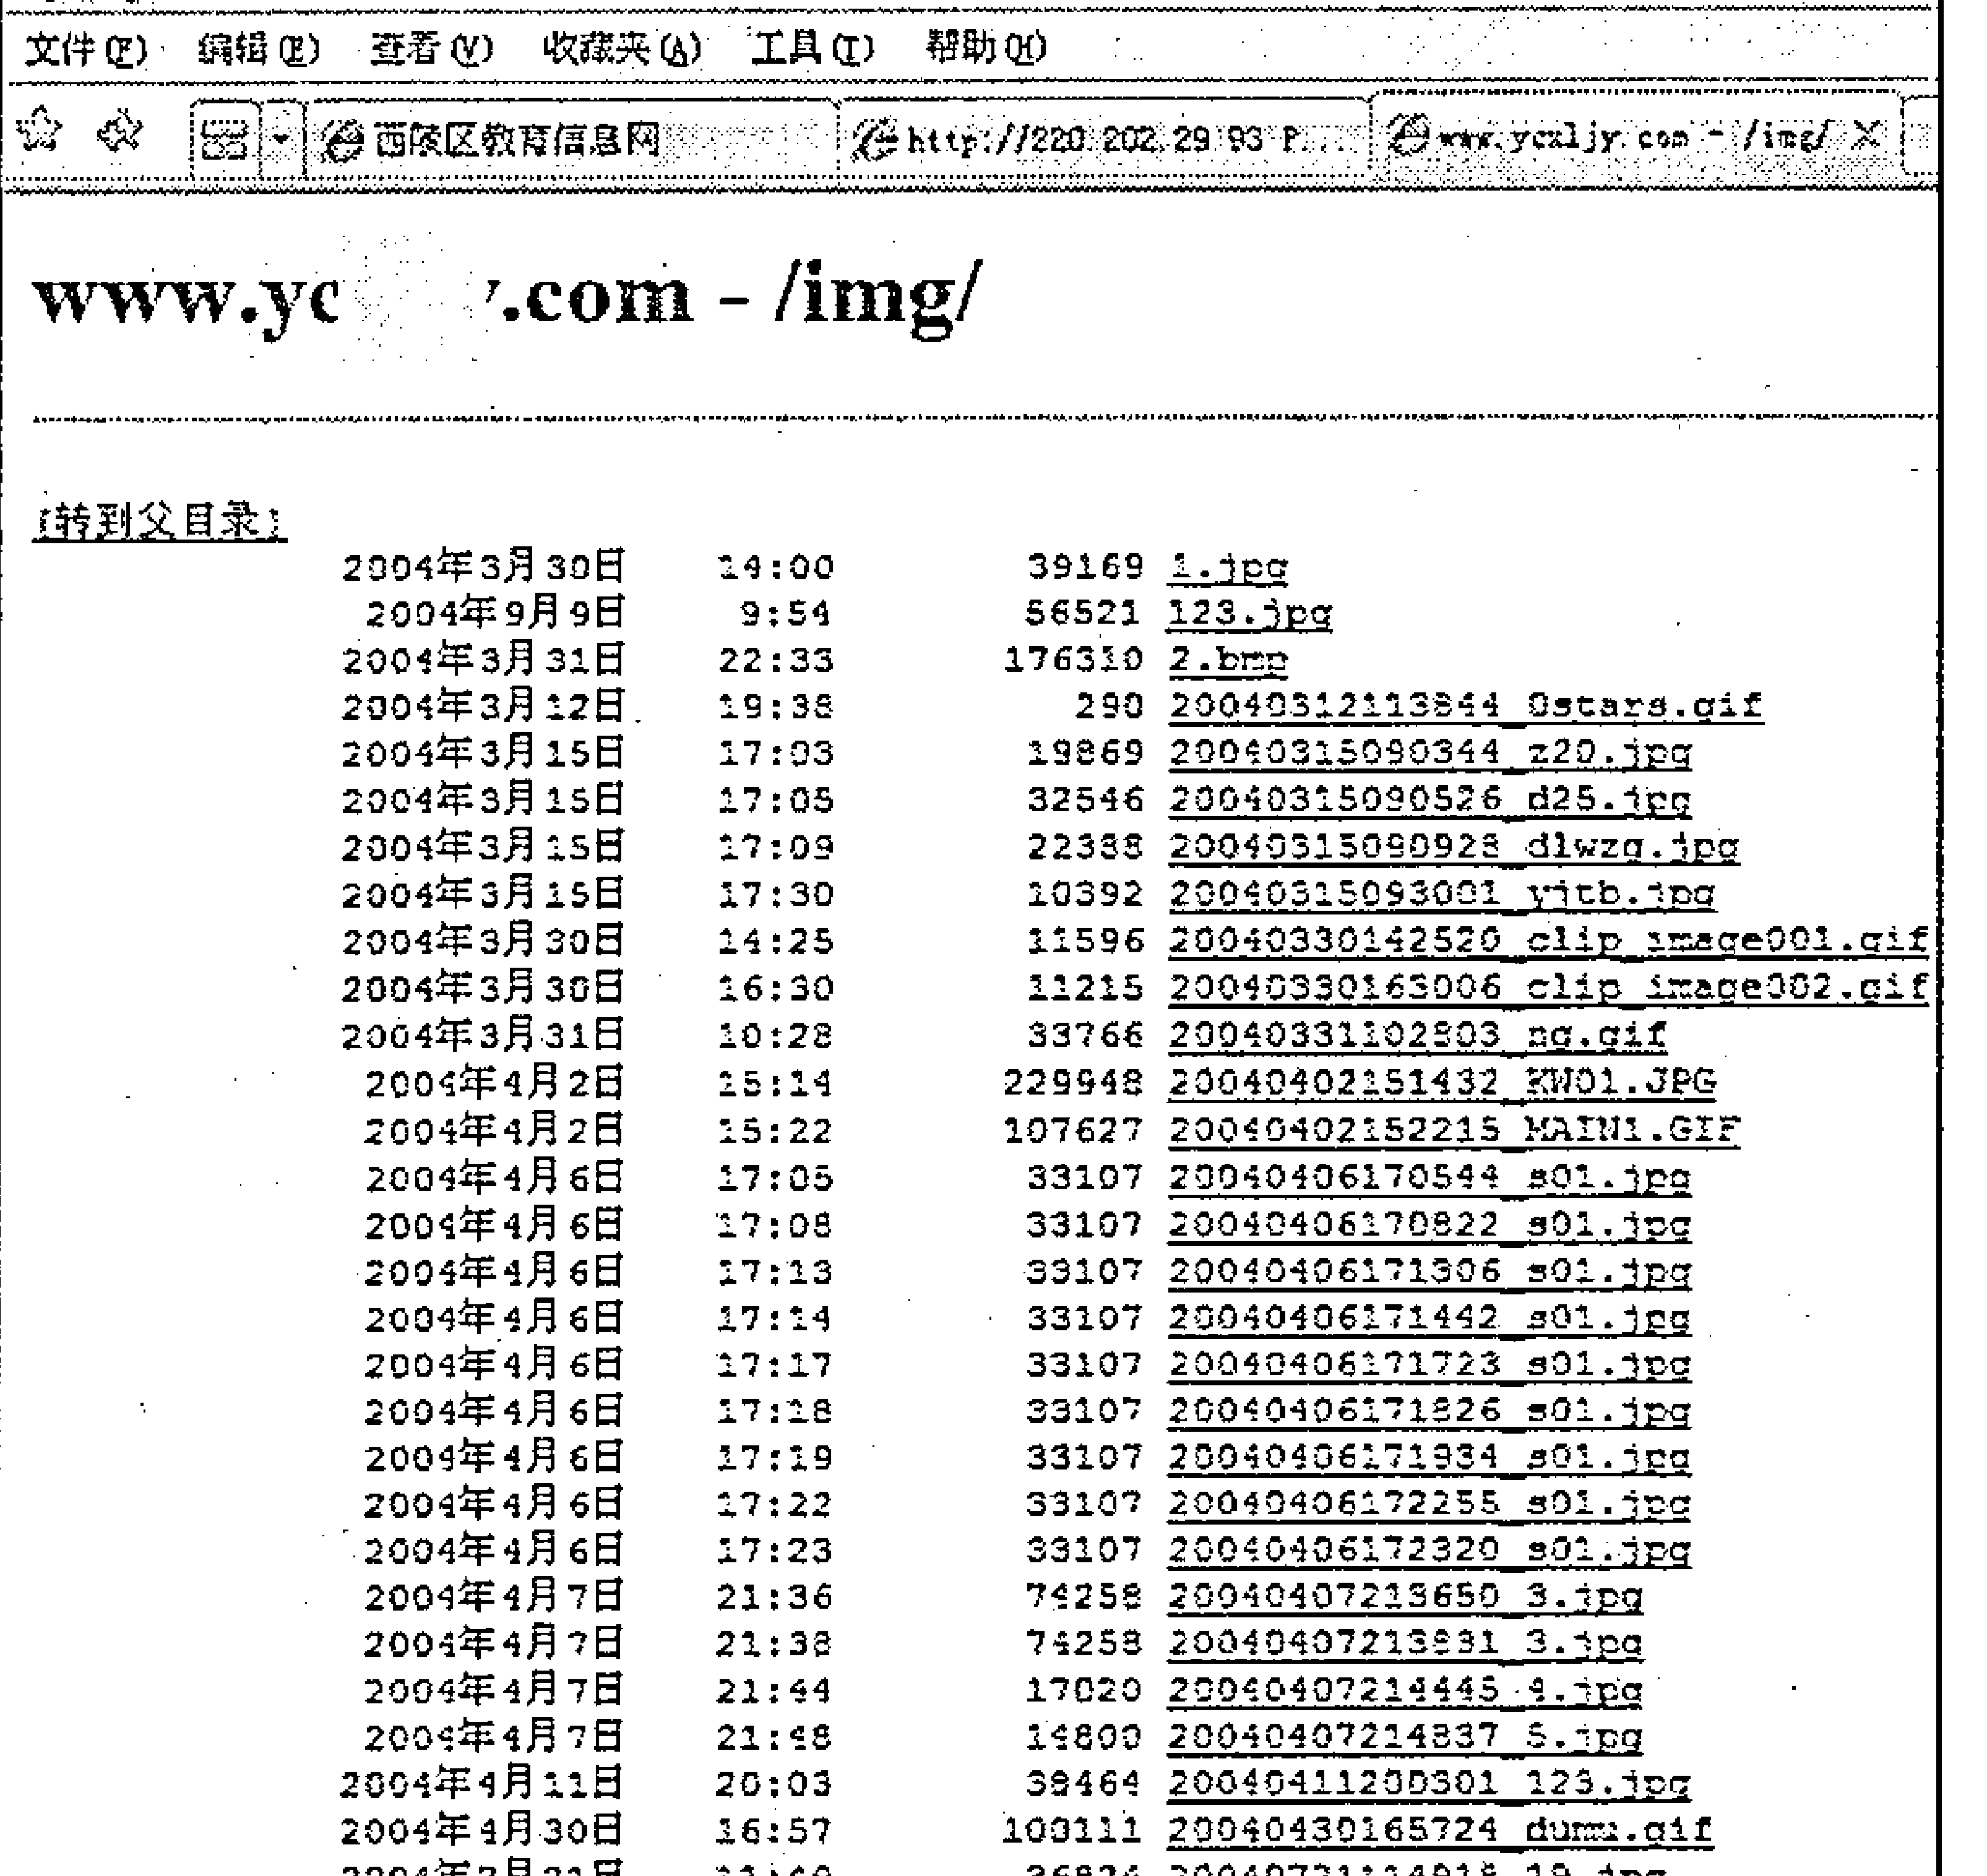 文件(F) 编辑(E) 查看(V) 收藏夹(A) 工具(T) 帮助(H)
西陵区教育信息网 http://220.202.29.93 P... www.ycxljy.com - /img/
www.yc .com - /img/
[转到父目录]
2004年3月30日 14:00 39169 1.jpg
2004年9月9日 9:54 56521 123.jpg
2004年3月31日 22:33 176310 2.bmp
2004年3月12日 19:38 290 20040312113844_0stars.gif
2004年3月15日 17:03 19869 20040315090344_z20.jpg
2004年3月15日 17:05 32546 20040315090526_d25.jpg
2004年3月15日 17:09 22388 20040315090928_dlwzg.jpg
2004年3月15日 17:30 10392 20040315093001_yjtb.jpg
2004年3月30日 14:25 11596 20040330142520_clip_image001.gif
2004年3月30日 16:30 11215 20040330163006_clip_image002.gif
2004年3月31日 10:28 33766 20040331102803_ng.gif
2004年4月2日 15:14 229948 20040402151432_KW01.JPG
2004年4月2日 15:22 107627 20040402152215_MAIN1.GIF
2004年4月6日 17:05 33107 20040406170544_s01.jpg
2004年4月6日 17:08 33107 20040406170822_s01.jpg
2004年4月6日 17:13 33107 20040406171306_s01.jpg
2004年4月6日 17:14 33107 20040406171442_s01.jpg
2004年4月6日 17:17 33107 20040406171723_s01.jpg
2004年4月6日 17:18 33107 20040406171826_s01.jpg
2004年4月6日 17:19 33107 20040406171934_s01.jpg
2004年4月6日 17:22 33107 20040406172255_s01.jpg
2004年4月6日 17:23 33107 20040406172320_s01.jpg
2004年4月7日 21:36 74258 20040407213650_3.jpg
2004年4月7日 21:38 74258 20040407213831_3.jpg
2004年4月7日 21:44 17020 20040407214445_4.jpg
2004年4月7日 21:48 14800 20040407214837_5.jpg
2004年4月11日 20:03 38464 20040411200301_123.jpg
2004年4月30日 16:57 100111 20040430165724_dumu.gif